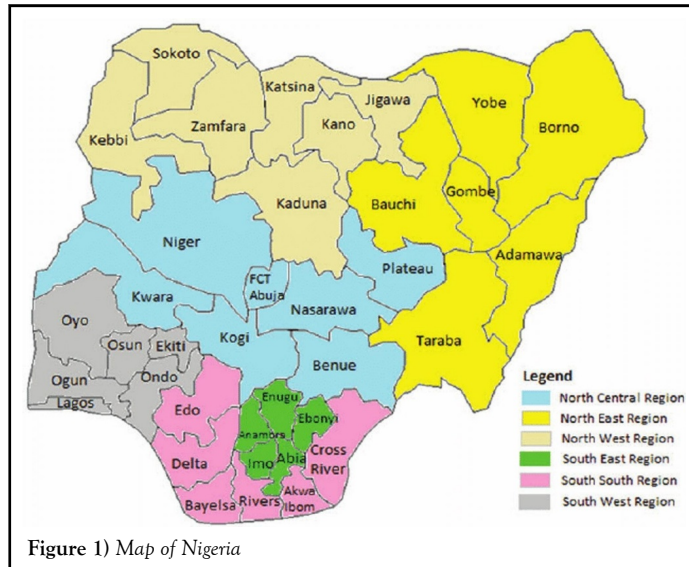 Sokoto
Katsina
Jigawa
Yobe
Borno
Kebbi
Zamfara
Kano
Kaduna
Bauchi
Gombe
Adamawa
Niger
FCT
Abuja
Plateau
Nasarawa
Taraba
Kwara
Kogi
Benue
Oyo
Osun
Ekiti
Ogun
Ondo
Lagos
Edo
Enugu
Ebonyi
Anambrs
Imo
Abia
Cross
River
Delta
Bayelsa
Rivers
Akwa
Ibom
Legend
North Central Region
North East Region
North West Region
South East Region
South South Region
South West Region
Figure 1) Map of Nigeria